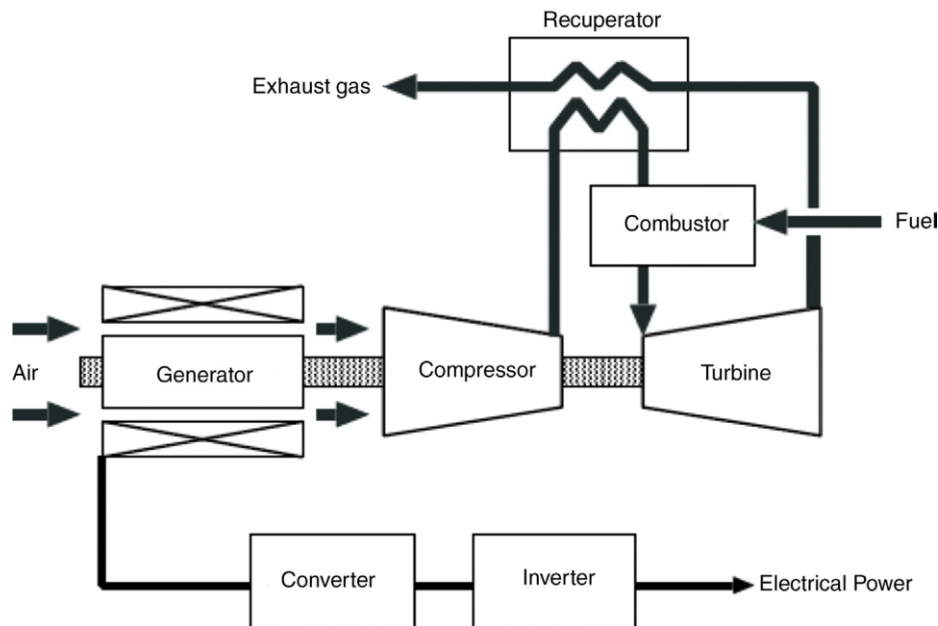 Recuperator
Exhaust gas
Combustor
Fuel
Air
Generator
Compressor
Turbine
Converter
Inverter
Electrical Power